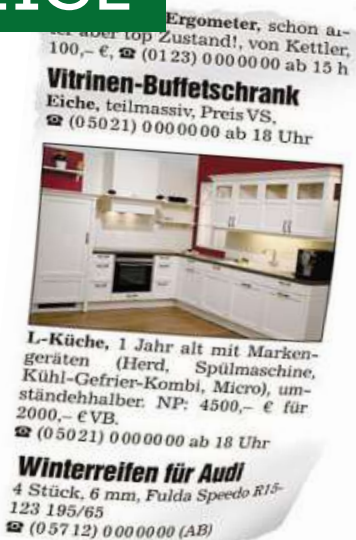 Ergometer, schon äl-
ter aber top Zustand!, von Kettler,
100,– €, ☎ (0123) 0000000 ab 15 h
Vitrinen-Buffetschrank
Eiche, teilmassiv, Preis VS,
☎ (05021) 0000000 ab 18 Uhr
L-Küche, 1 Jahr alt mit Marken-
geräten (Herd, Spülmaschine,
Kühl-Gefrier-Kombi, Micro), um-
ständehalber. NP: 4500,– € für
2000,– € VB.
☎ (05021) 0000000 ab 18 Uhr
Winterreifen für Audi
4 Stück, 6 mm, Fulda Speedo R15-
123 195/65
☎ (05712) 0000000 (AB)